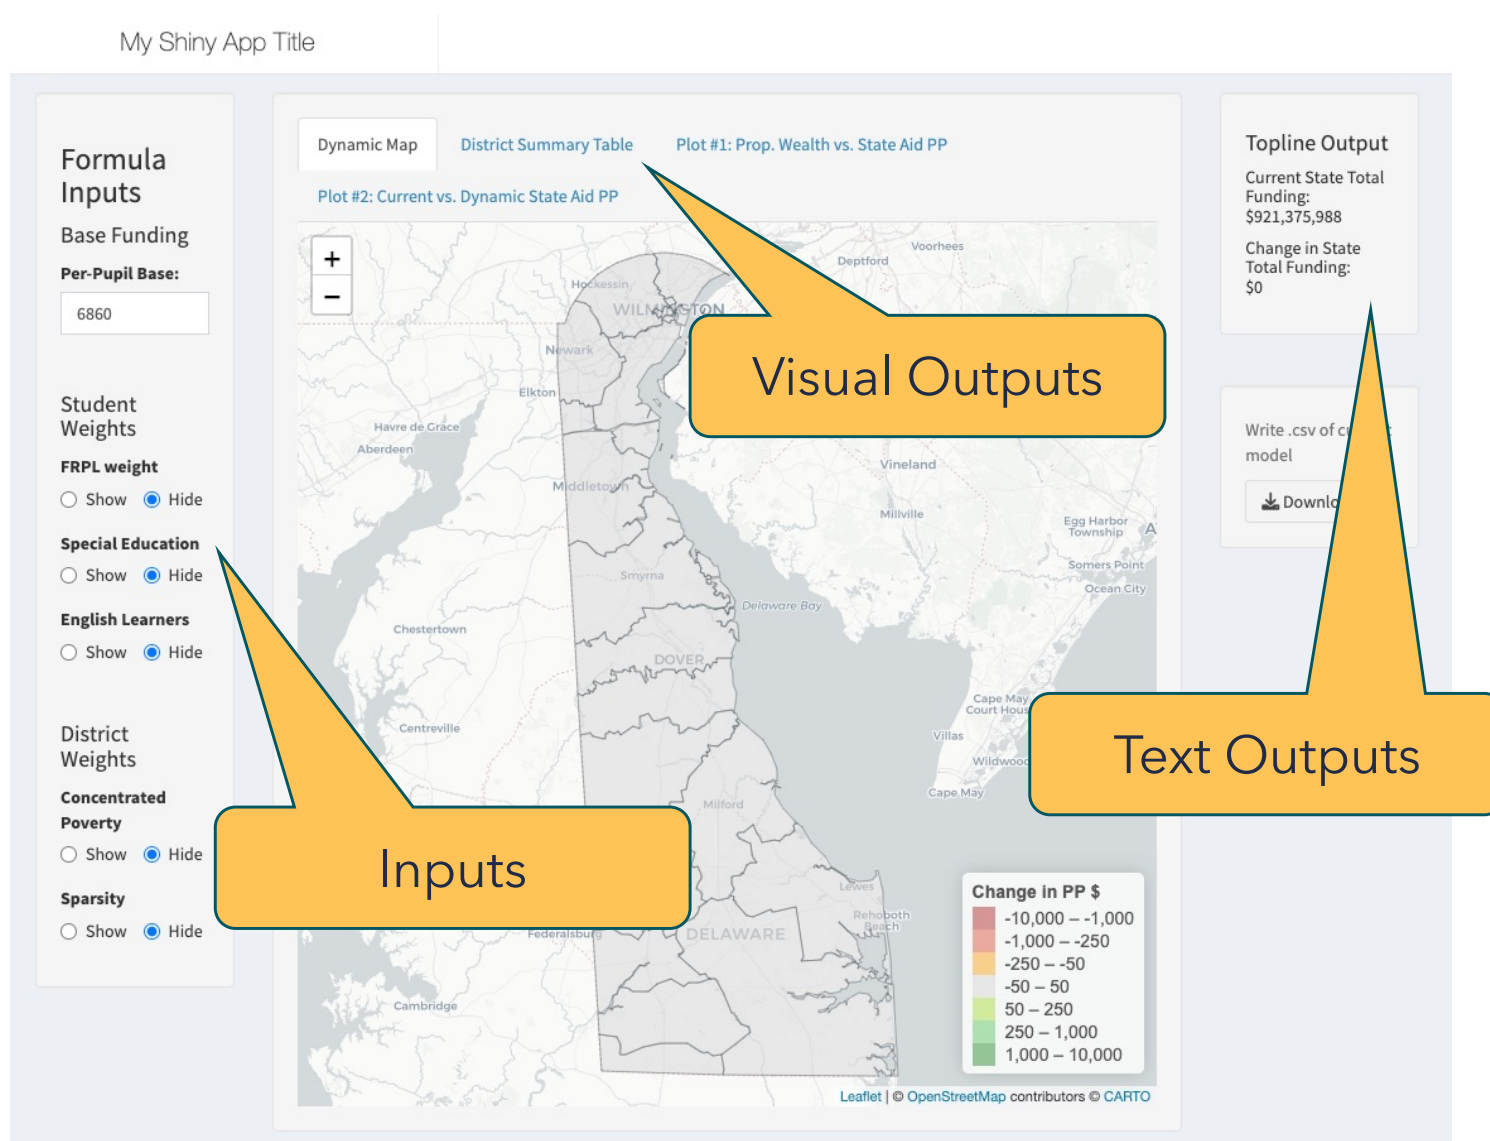 My Shiny App Title
Formula
Inputs
Base Funding
Per-Pupil Base:
6860
Student
Weights
FRPL weight
Show Hide
Special Education
Show Hide
English Learners
Show Hide
District
Weights
Concentrated
Poverty
Show Hide
Sparsity
Show Hide
Dynamic Map
District Summary Table
Plot #1: Prop. Wealth vs. State Aid PP
Plot #2: Current vs. Dynamic State Aid PP
+
−
Voorhees
Deptford
Hockessin
WILMINGTON
Newark
Elkton
Havre de Grace
Aberdeen
Vineland
Middletown
Millville
Egg Harbor
Township
A
Somers Point
Ocean City
Smyrna
Delaware Bay
Chestertown
DOVER
Cape May
Court Hous
Centreville
Villas
Wildwood
Cape May
Milford
Lewes
Rehoboth
Beach
Federalsburg
DELAWARE
Cambridge
Visual Outputs
Inputs
Text Outputs
Change in PP $
-10,000 – -1,000
-1,000 – -250
-250 – -50
-50 – 50
50 – 250
250 – 1,000
1,000 – 10,000
Leaflet | © OpenStreetMap contributors © CARTO
Topline Output
Current State Total
Funding:
$921,375,988
Change in State
Total Funding:
$0
Write .csv of
model
Downlo